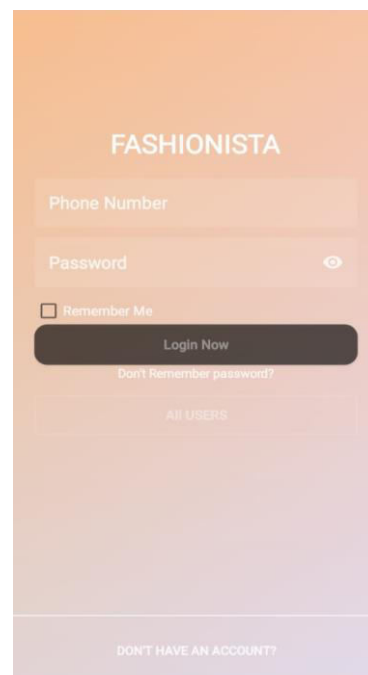 FASHIONISTA
Phone Number
Password
Remember Me
Login Now
Don't Remember password?
All USERS
DON'T HAVE AN ACCOUNT?